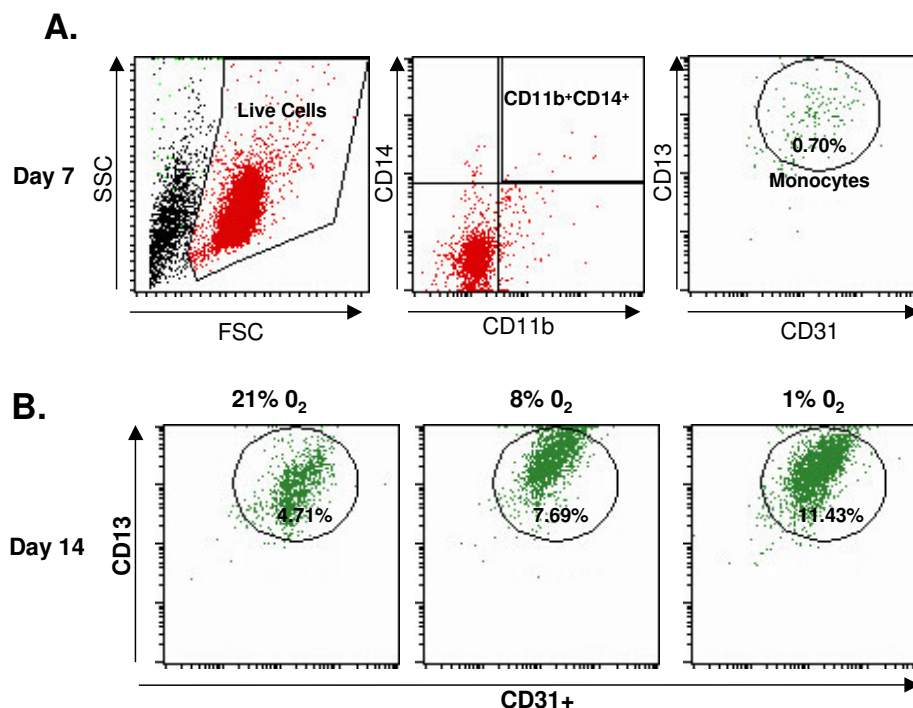 A.
Day 7
SSC
Live Cells
FSC
CD14
CD11b⁺CD14⁺
CD11b
CD13
0.70%
Monocytes
CD31
B.
21% 0₂
8% 0₂
1% 0₂
Day 14
CD13
4.71%
7.69%
11.43%
CD31+